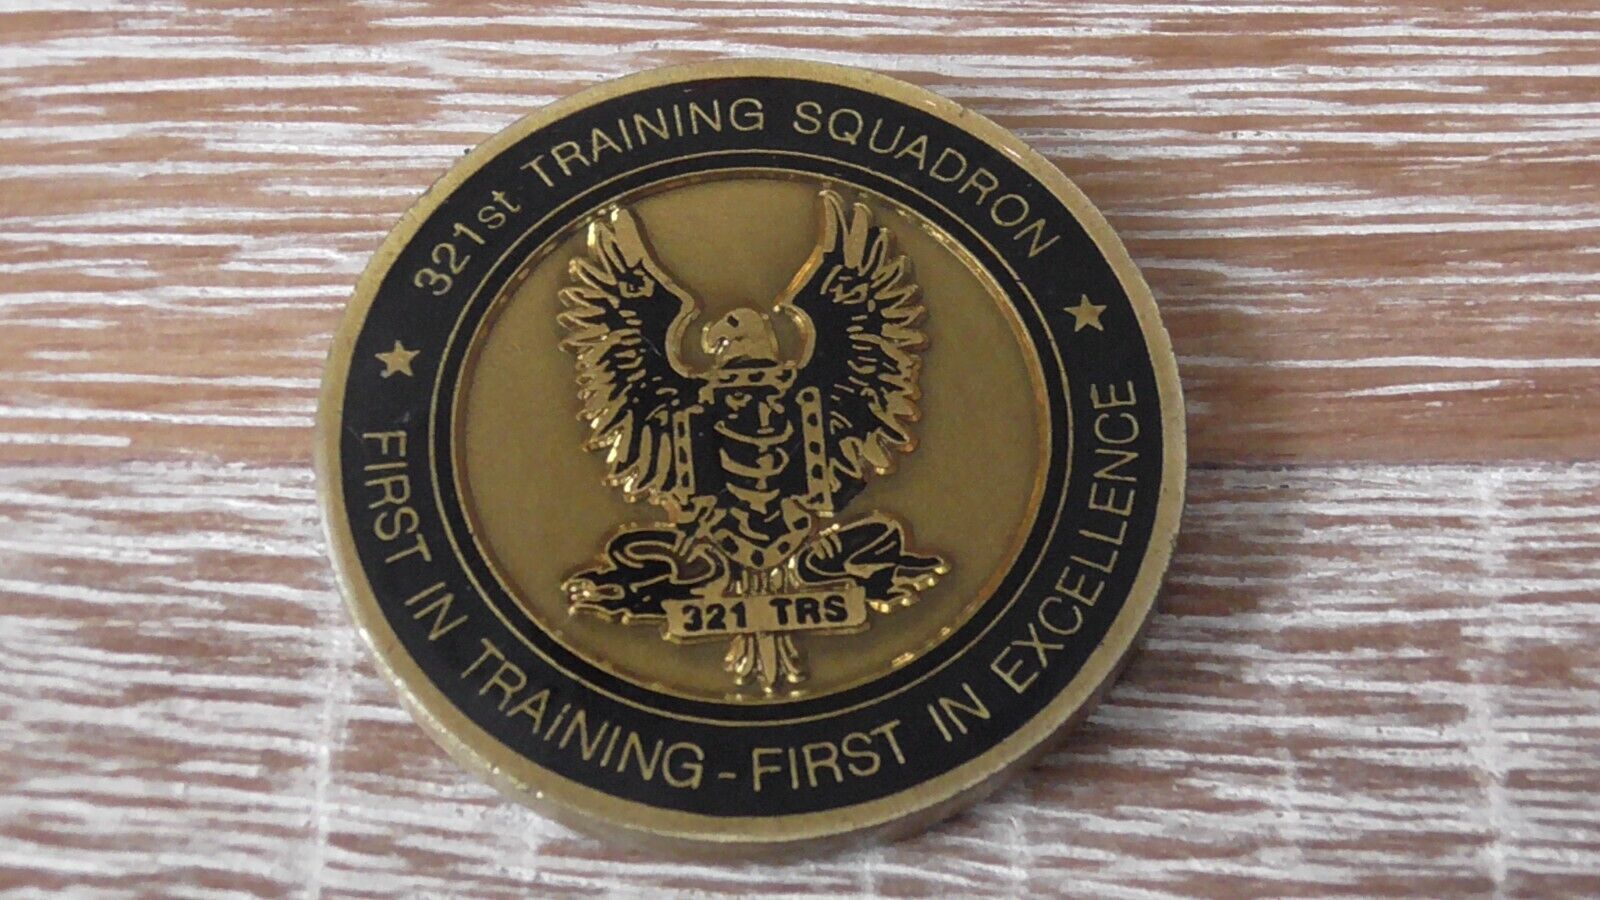 321st TRAINING SQUADRON
321 TRS
FIRST IN TRAINING - FIRST IN EXCELLENCE